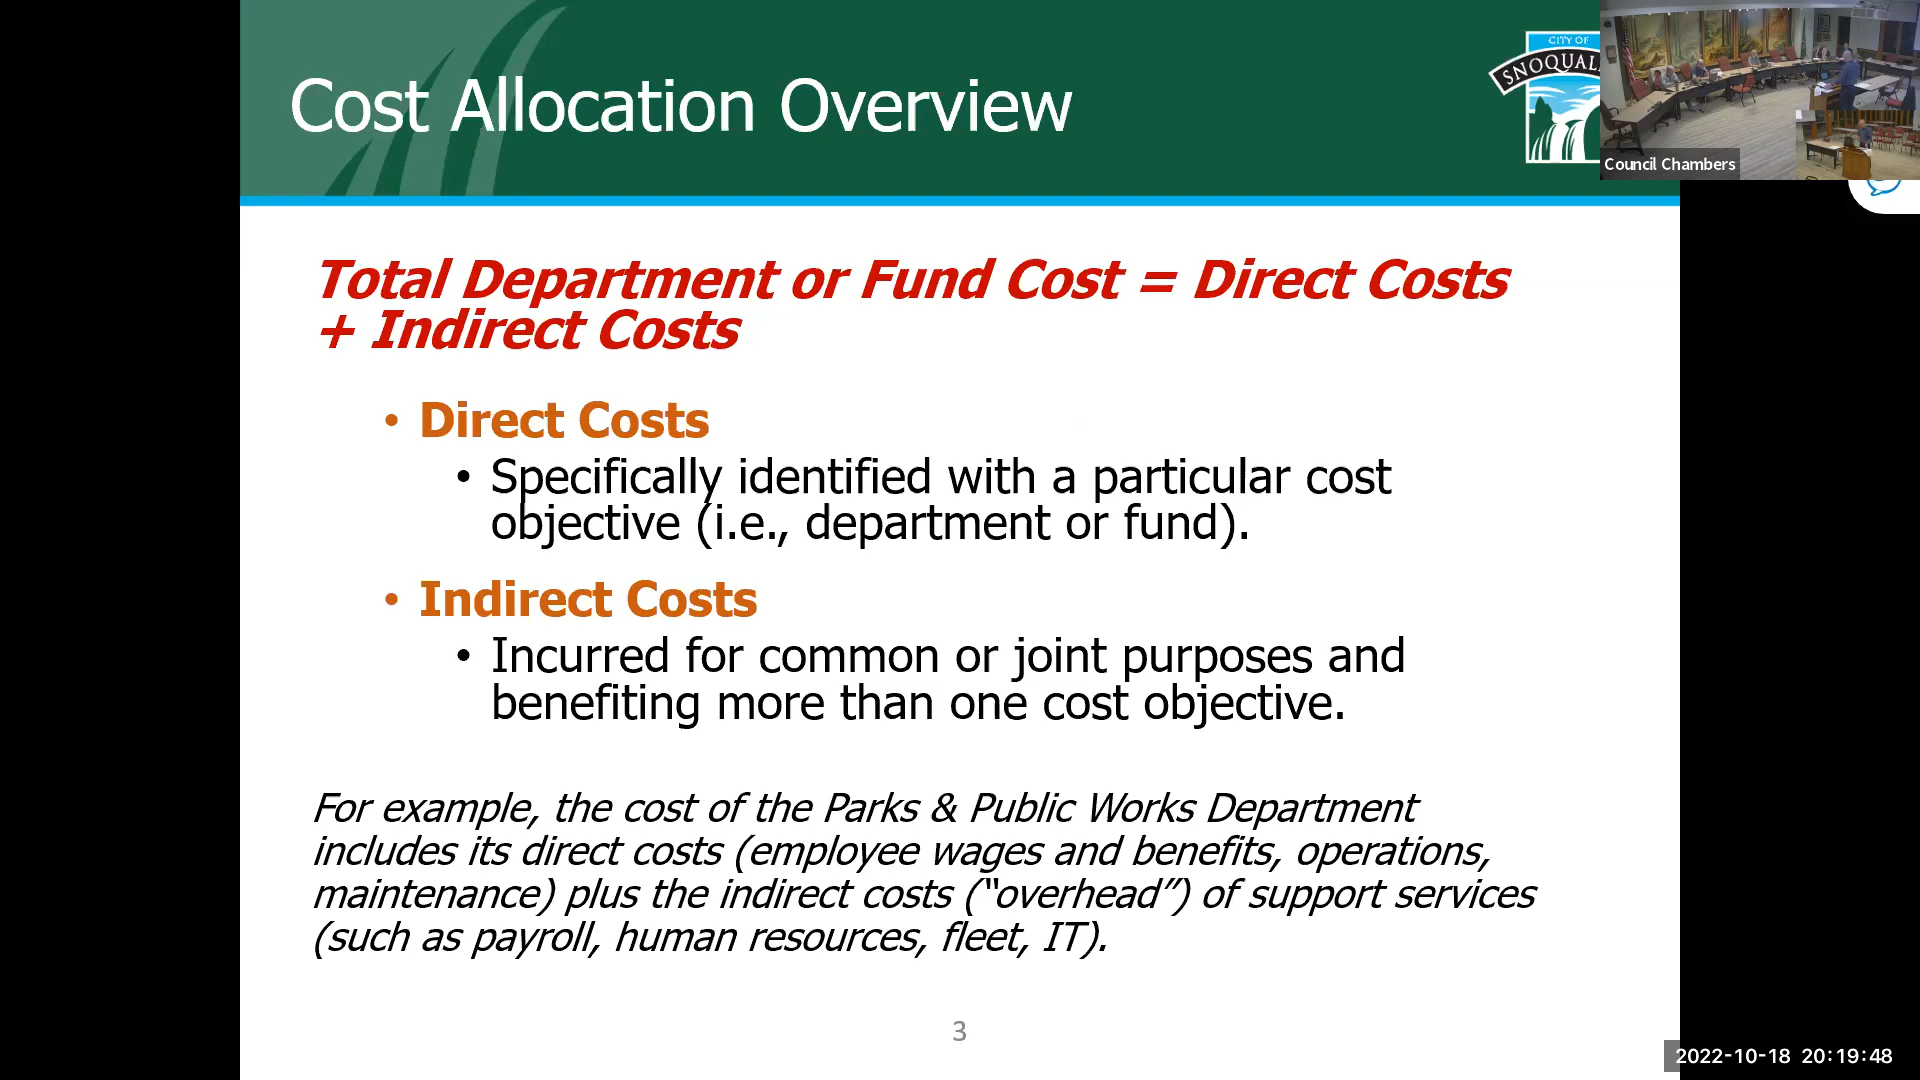 Cost Allocation Overview
CITY OF
SNOQUAL
Council Chambers
Total Department or Fund Cost = Direct Costs
+ Indirect Costs
• Direct Costs
• Specifically identified with a particular cost
objective (i.e., department or fund).
• Indirect Costs
• Incurred for common or joint purposes and
benefiting more than one cost objective.
For example, the cost of the Parks & Public Works Department
includes its direct costs (employee wages and benefits, operations,
maintenance) plus the indirect costs (“overhead”) of support services
(such as payroll, human resources, fleet, IT).
3
2022-10-18 20:19:48